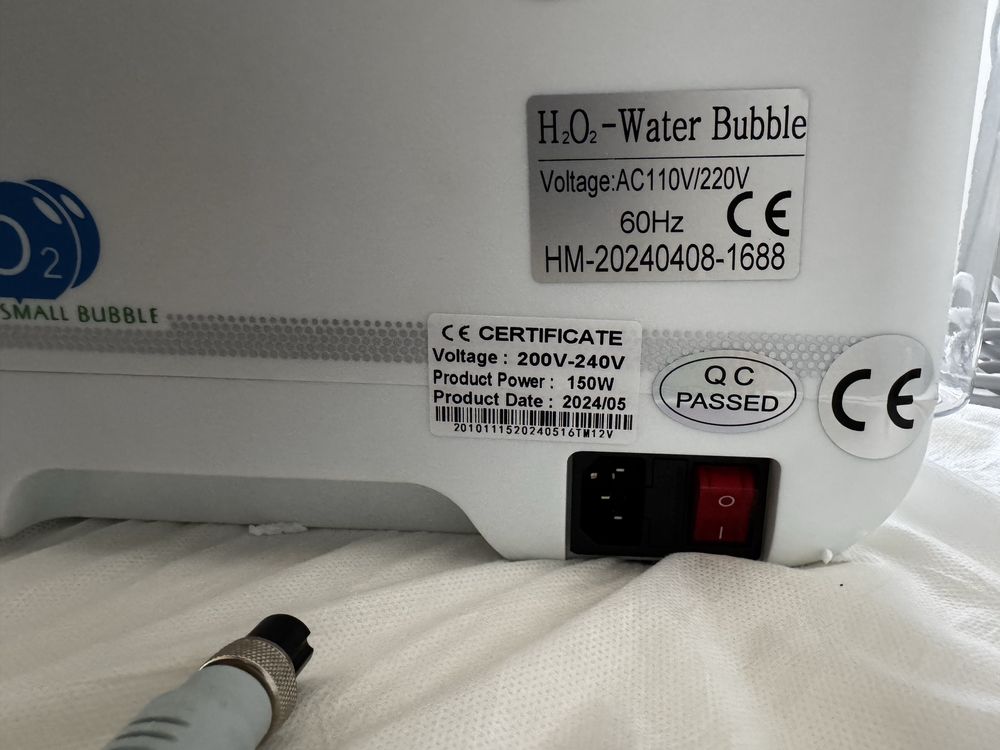 H₂O₂-Water Bubble
Voltage:AC110V/220V
60Hz
CE
HM-20240408-1688
O₂
SMALL BUBBLE
CE CERTIFICATE
Voltage : 200V-240V
Product Power : 150W
Product Date : 2024/05
2010111520240516TM12V
QC
PASSED
CE
O
I